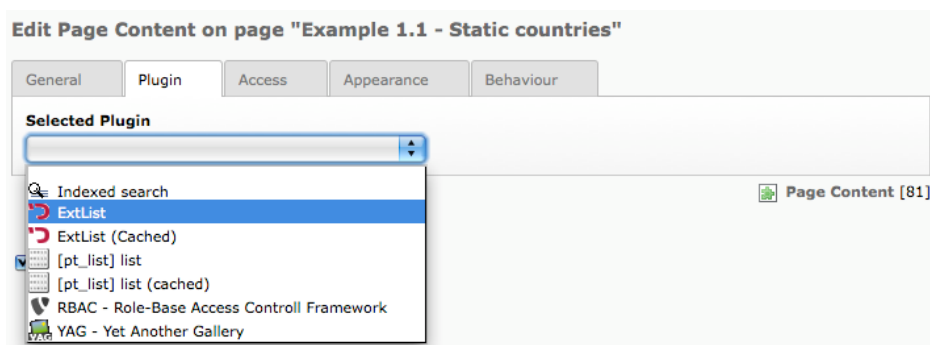 Edit Page Content on page "Example 1.1 - Static countries"
General Plugin Access Appearance Behaviour
Selected Plugin
Indexed search
Page Content [81]
ExtList
ExtList (Cached)
[pt_list] list
[pt_list] list (cached)
RBAC - Role-Base Access Controll Framework
YAG YAG - Yet Another Gallery